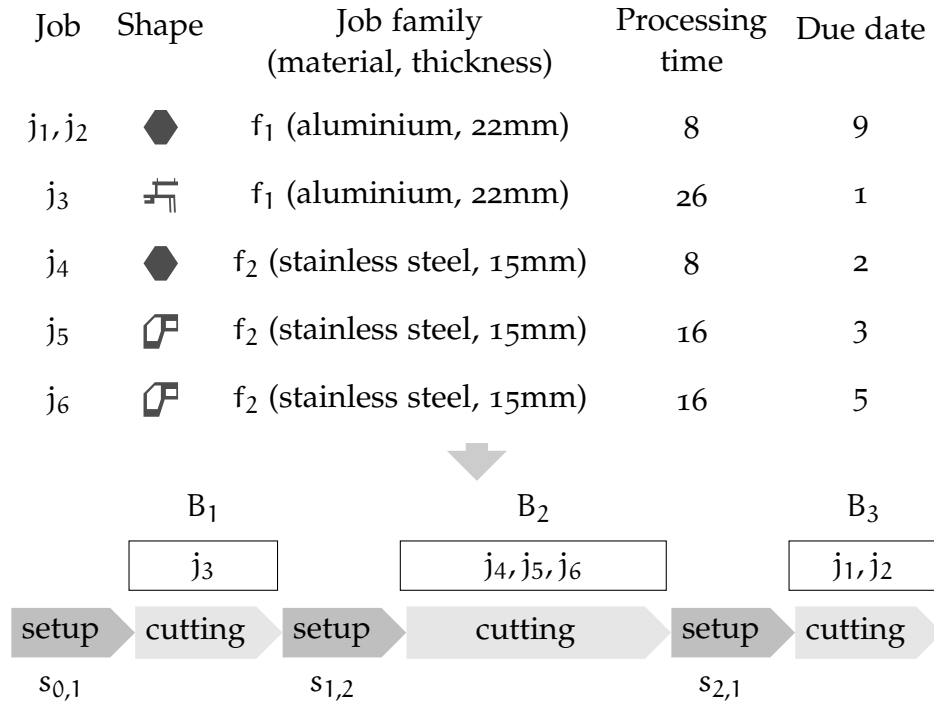 Job Shape Job family (material, thickness) Processing time Due date
j₁, j₂ f₁ (aluminium, 22mm) 8 9
j₃ f₁ (aluminium, 22mm) 26 1
j₄ f₂ (stainless steel, 15mm) 8 2
j₅ f₂ (stainless steel, 15mm) 16 3
j₆ f₂ (stainless steel, 15mm) 16 5
B₁ B₂ B₃
j₃ j₄, j₅, j₆ j₁, j₂
setup cutting setup cutting setup cutting
s₀,₁ s₁,₂ s₂,₁